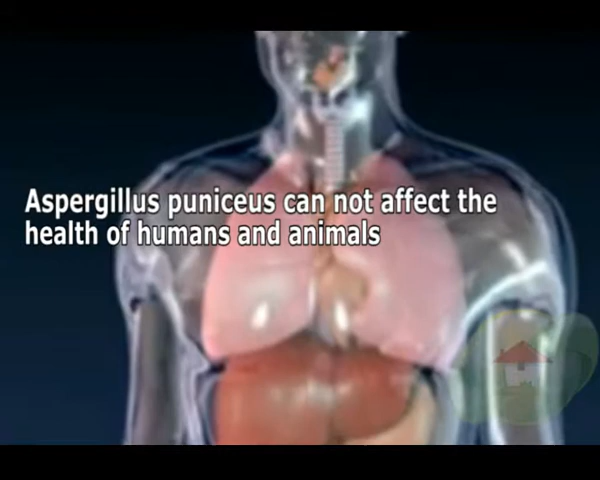 Aspergillus puniceus can not affect the
health of humans and animals